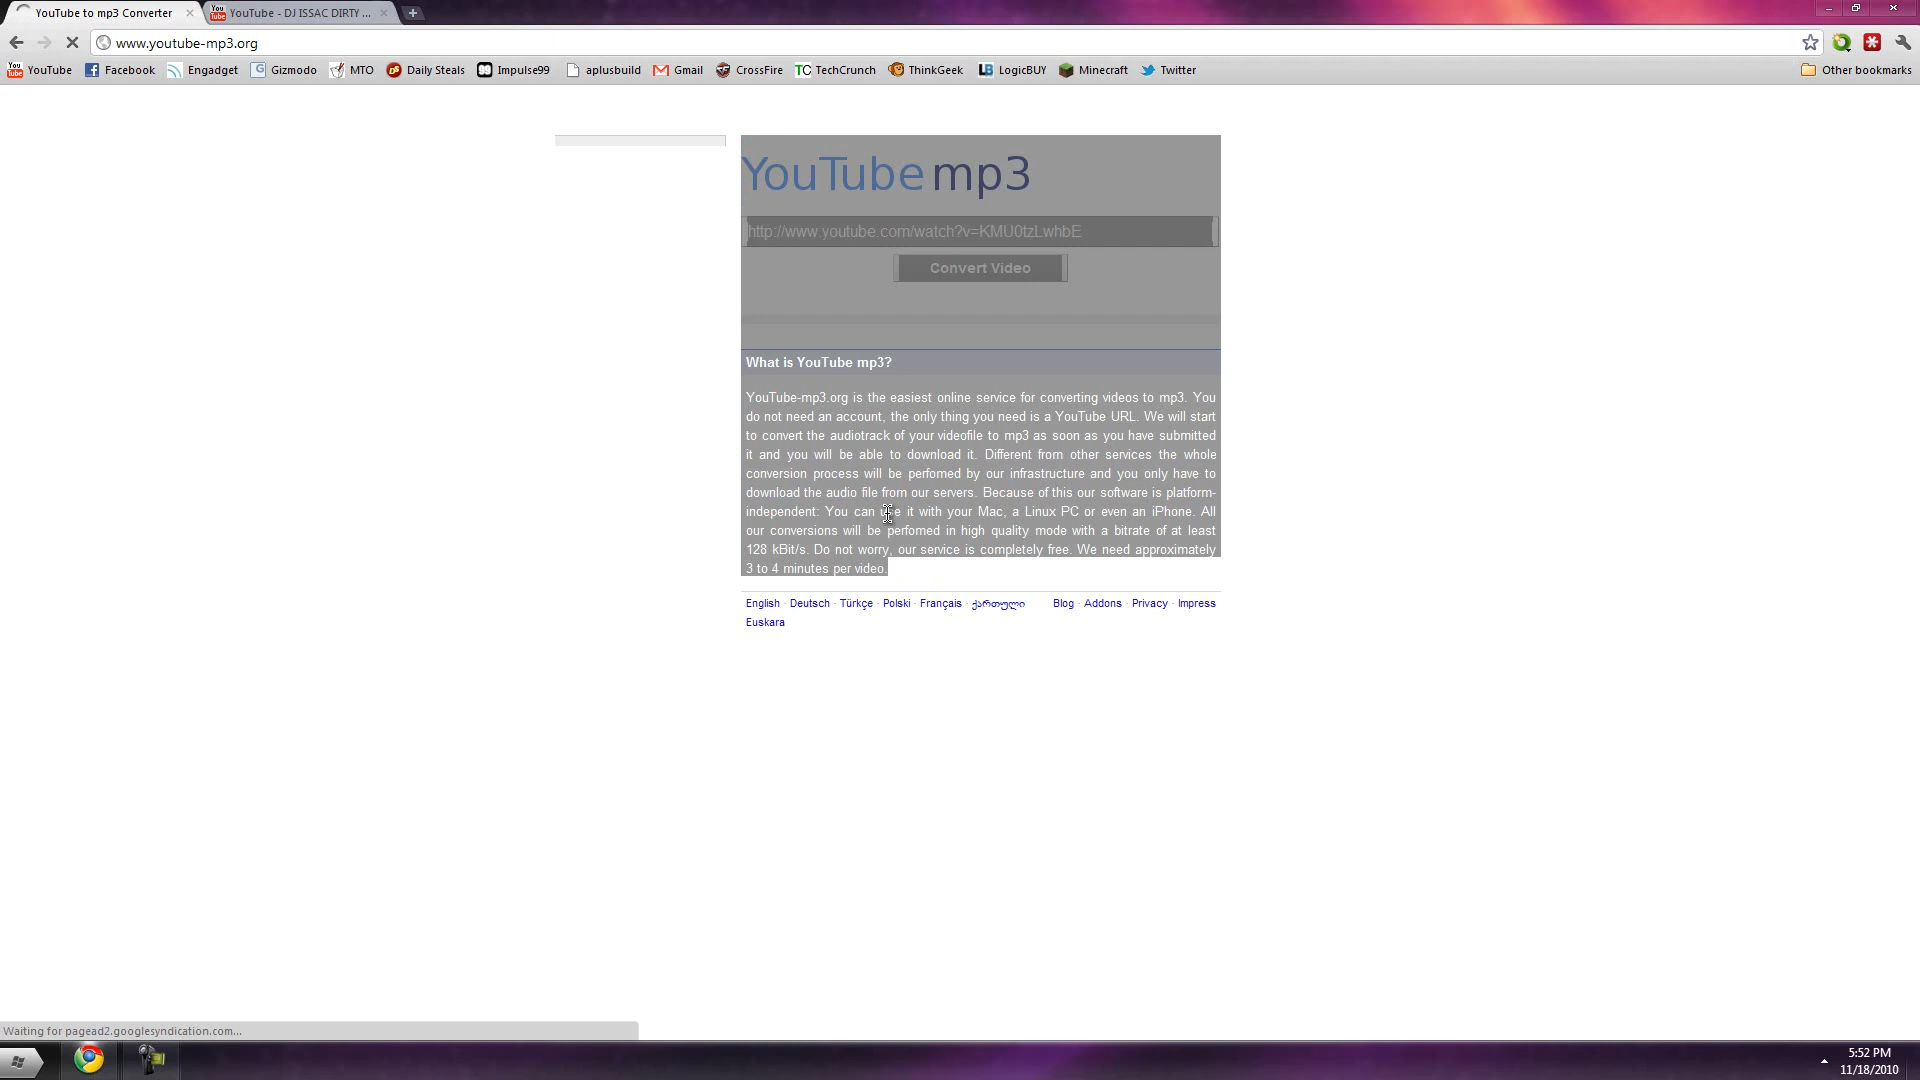 YouTube to mp3 Converter
YouTube - DJ ISSAC DIRTY ...
www.youtube-mp3.org
YouTube Facebook Engadget Gizmodo MTO Daily Steals Impulse99 aplusbuild Gmail CrossFire TechCrunch ThinkGeek LogicBUY Minecraft Twitter Other bookmarks
YouTube mp3
http://www.youtube.com/watch?v=KMU0tzLwhbE
Convert Video
What is YouTube mp3?
YouTube-mp3.org is the easiest online service for converting videos to mp3. You
do not need an account, the only thing you need is a YouTube URL. We will start
to convert the audiotrack of your videofile to mp3 as soon as you have submitted
it and you will be able to download it. Different from other services the whole
conversion process will be perfomed by our infrastructure and you only have to
download the audio file from our servers. Because of this our software is platform-
independent: You can use it with your Mac, a Linux PC or even an iPhone. All
our conversions will be perfomed in high quality mode with a bitrate of at least
128 kBit/s. Do not worry, our service is completely free. We need approximately
3 to 4 minutes per video.
English · Deutsch · Türkçe · Polski · Français · ქართული Blog · Addons · Privacy · Impress
Euskara
Waiting for pagead2.googlesyndication.com...
5:52 PM
11/18/2010